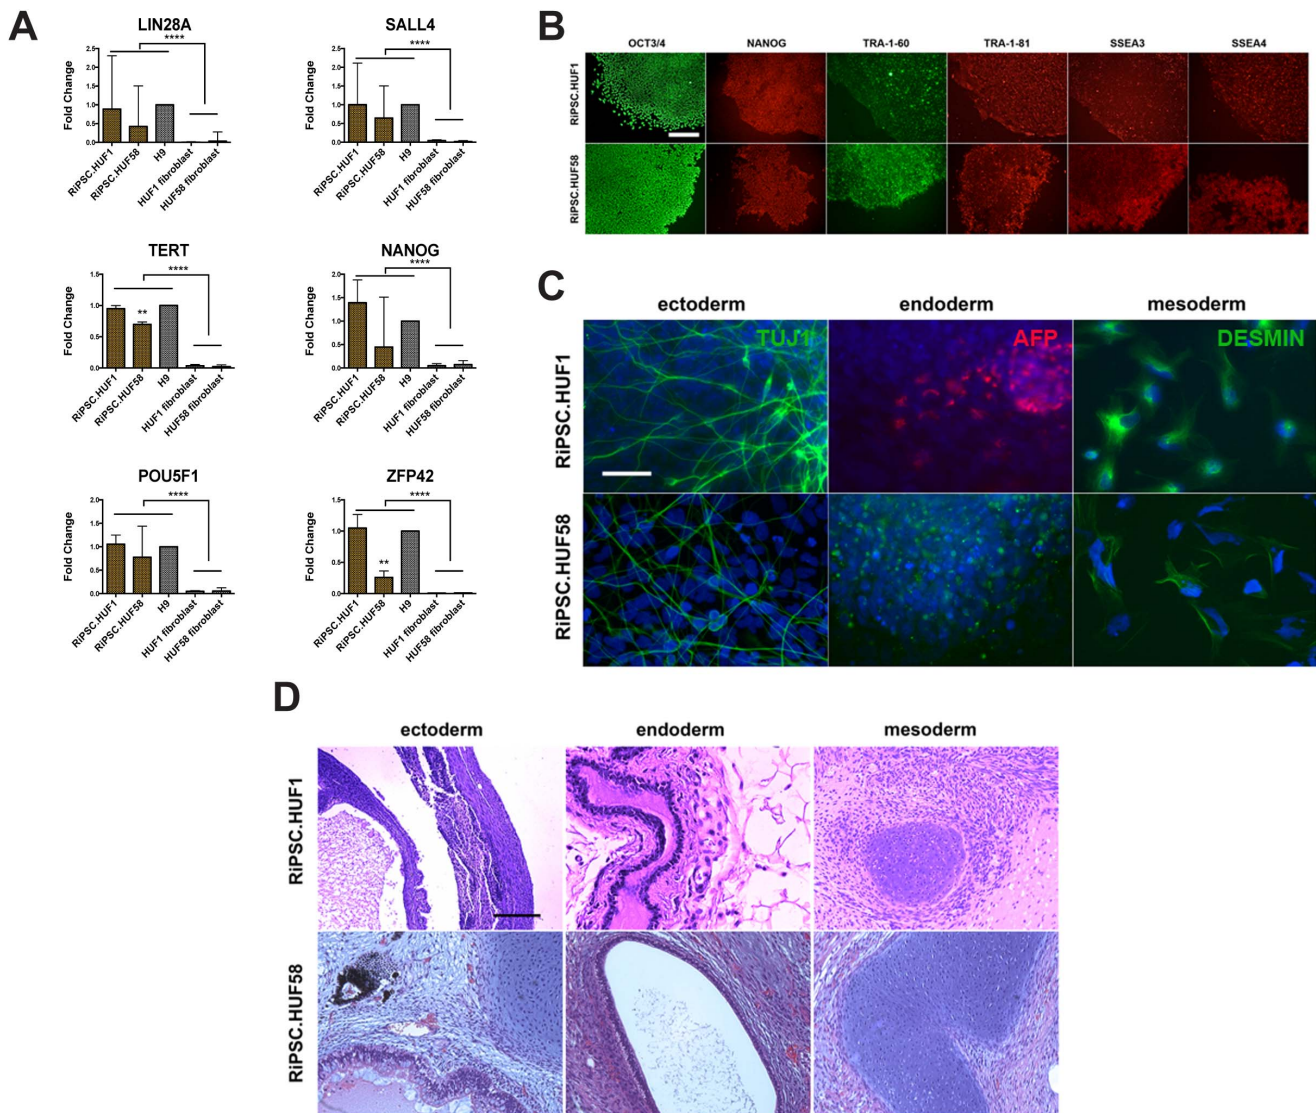 A
LIN28A
****
Fold Change
2.5
2.0
1.5
1.0
0.5
0.0
RiPSC.HUF1
RiPSC.HUF58
H9
HUF1 fibroblast
HUF58 fibroblast
SALL4
****
Fold Change
2.5
2.0
1.5
1.0
0.5
0.0
RiPSC.HUF1
RiPSC.HUF58
H9
HUF1 fibroblast
HUF58 fibroblast
TERT
****
**
Fold Change
1.5
1.0
0.5
0.0
RiPSC.HUF1
RiPSC.HUF58
H9
HUF1 fibroblast
HUF58 fibroblast
NANOG
****
Fold Change
2.0
1.5
1.0
0.5
0.0
RiPSC.HUF1
RiPSC.HUF58
H9
HUF1 fibroblast
HUF58 fibroblast
POU5F1
****
Fold Change
2.0
1.5
1.0
0.5
0.0
RiPSC.HUF1
RiPSC.HUF58
H9
HUF1 fibroblast
HUF58 fibroblast
ZFP42
****
**
Fold Change
1.5
1.0
0.5
0.0
RiPSC.HUF1
RiPSC.HUF58
H9
HUF1 fibroblast
HUF58 fibroblast
B
OCT3/4 NANOG TRA-1-60 TRA-1-81 SSEA3 SSEA4
RiPSC.HUF1
RiPSC.HUF58
C
ectoderm endoderm mesoderm
TUJ1 AFP DESMIN
RiPSC.HUF1
RiPSC.HUF58
D
ectoderm endoderm mesoderm
RiPSC.HUF1
RiPSC.HUF58